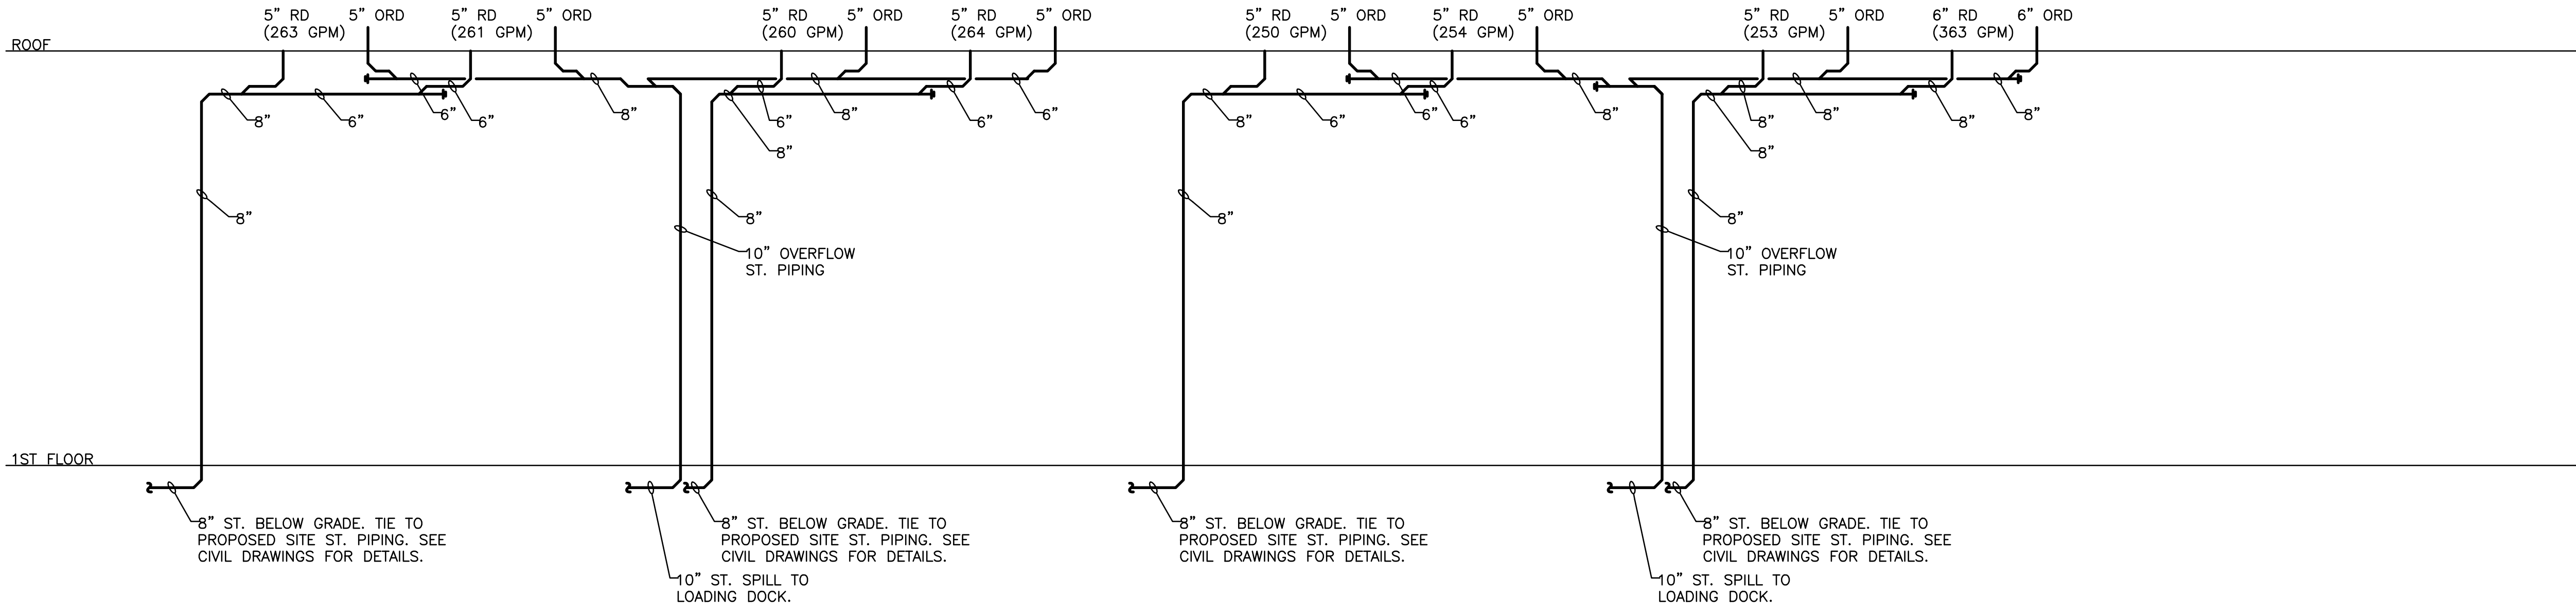 5” RD
(263 GPM)
5” ORD
5” RD
(261 GPM)
5” ORD
5” RD
(260 GPM)
5” ORD
5” RD
(264 GPM)
5” ORD
5” RD
(250 GPM)
5” ORD
5” RD
(254 GPM)
5” ORD
5” RD
(253 GPM)
5” ORD
6” RD
(363 GPM)
6” ORD
ROOF
8”
6”
6”
6”
8”
6”
8”
6”
6”
8”
8”
6”
6”
6”
8”
8”
8”
8”
8”
8”
8”
8”
8”
8”
10” OVERFLOW
ST. PIPING
10” OVERFLOW
ST. PIPING
1ST FLOOR
8” ST. BELOW GRADE. TIE TO
PROPOSED SITE ST. PIPING. SEE
CIVIL DRAWINGS FOR DETAILS.
8” ST. BELOW GRADE. TIE TO
PROPOSED SITE ST. PIPING. SEE
CIVIL DRAWINGS FOR DETAILS.
8” ST. BELOW GRADE. TIE TO
PROPOSED SITE ST. PIPING. SEE
CIVIL DRAWINGS FOR DETAILS.
8” ST. BELOW GRADE. TIE TO
PROPOSED SITE ST. PIPING. SEE
CIVIL DRAWINGS FOR DETAILS.
10” ST. SPILL TO
LOADING DOCK.
10” ST. SPILL TO
LOADING DOCK.